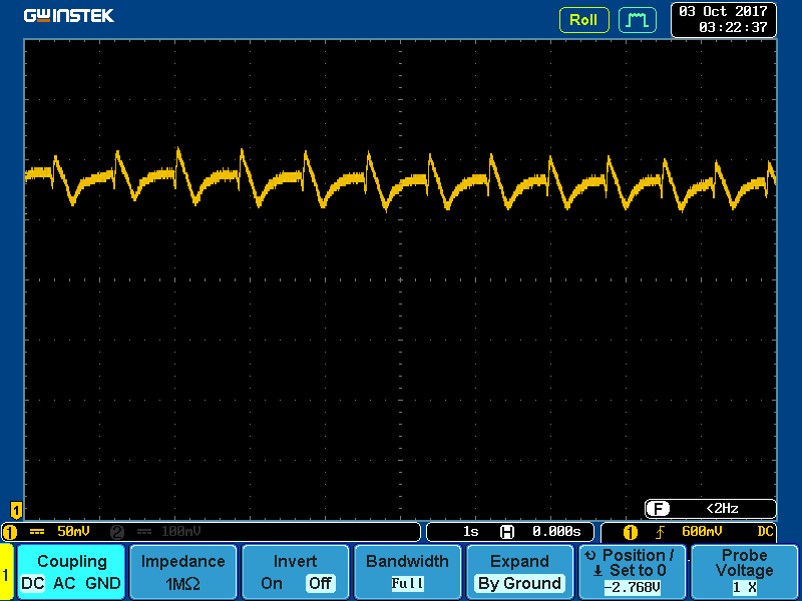 GWINSTEK
Roll
03 Oct 2017
03:22:37
1
F <2Hz
1 50mV 2 100mV
1s H 0.000s
1 600mV DC
1
Coupling
DC AC GND
Impedance
1MΩ
Invert
On Off
Bandwidth
Full
Expand
By Ground
Position /
Set to 0
-2.768V
Probe
Voltage
1 X